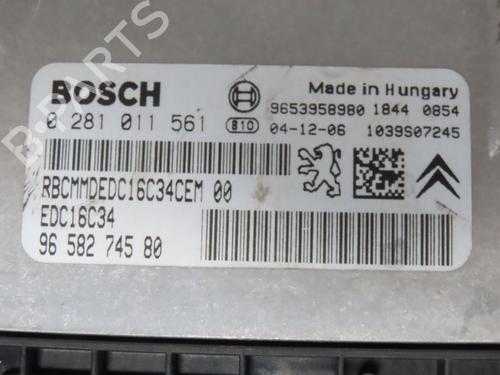 B-PARTS
BOSCH
Made in Hungary
9653958980 1844 0854
0 281 011 561 B10 04-12-06 1039S07245
RBCMMDEDC16C34CEM 00
EDC16C34
96 582 745 80